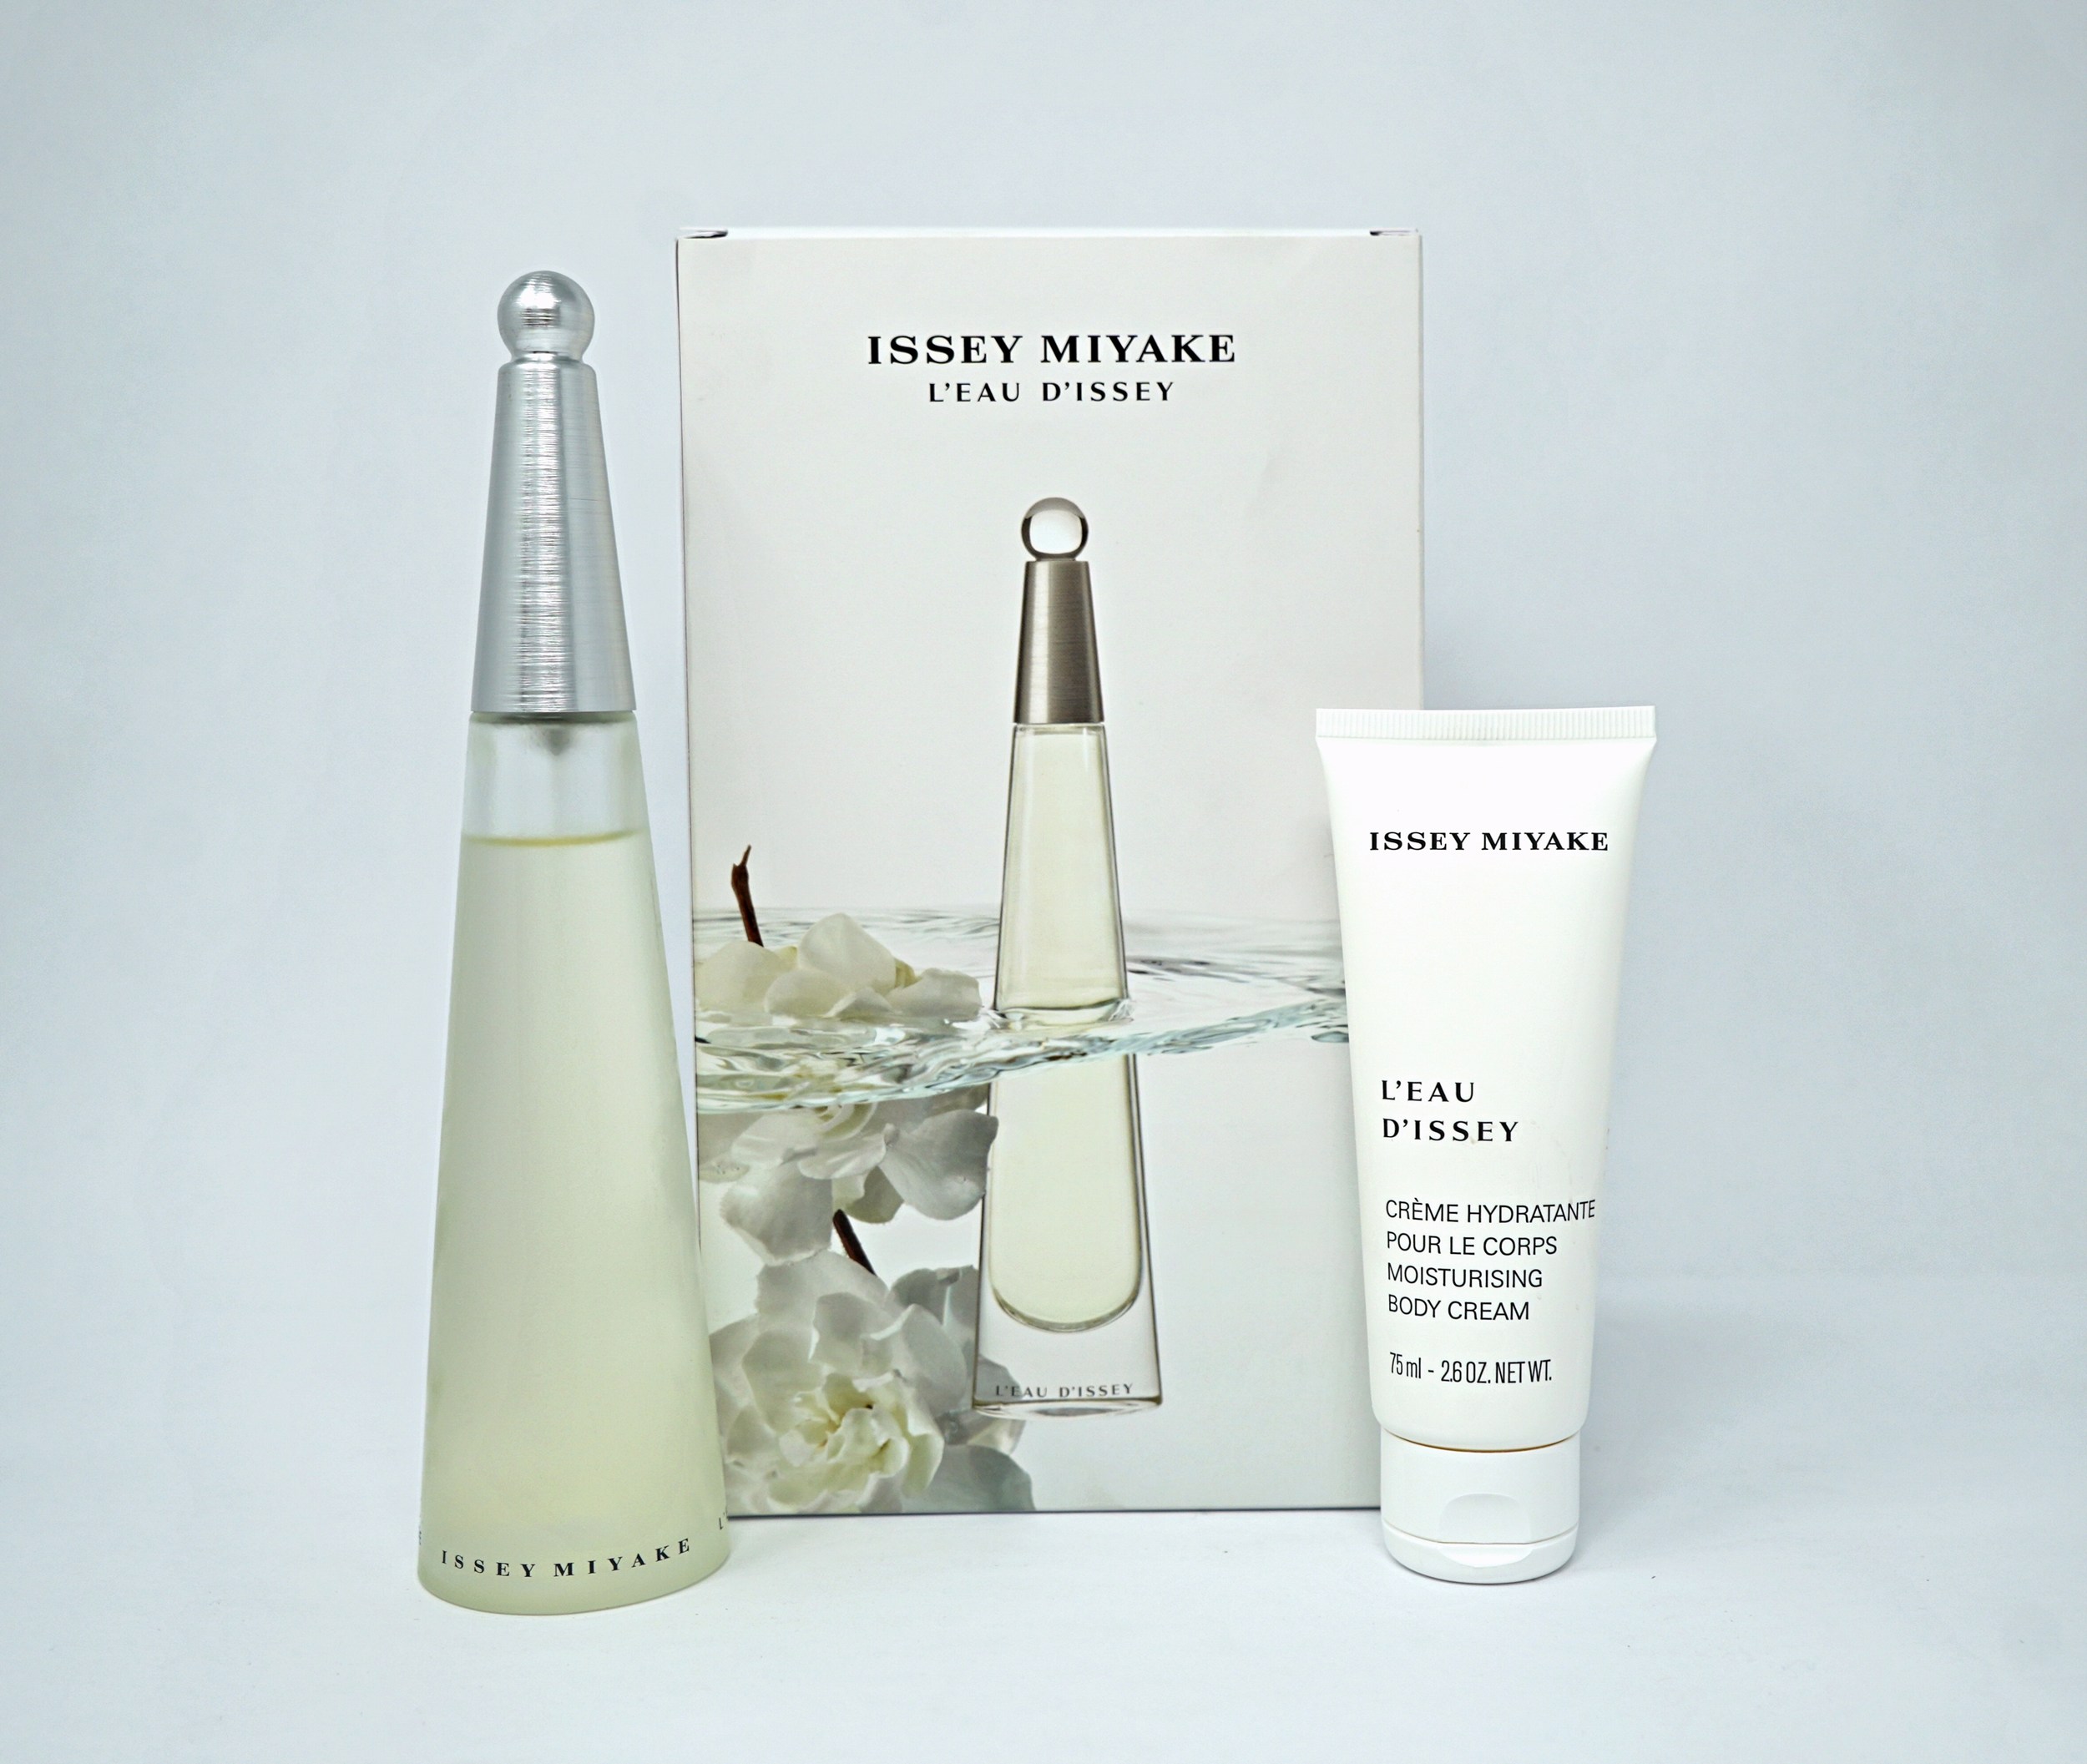 ISSEY MIYAKE
L'EAU D'ISSEY
L'EAU D'ISSEY
ISSEY MIYAKE
ISSEY MIYAKE
L'EAU
D'ISSEY
CRÈME HYDRATANTE
POUR LE CORPS
MOISTURISING
BODY CREAM
75 ml - 2.6 OZ. NET WT.